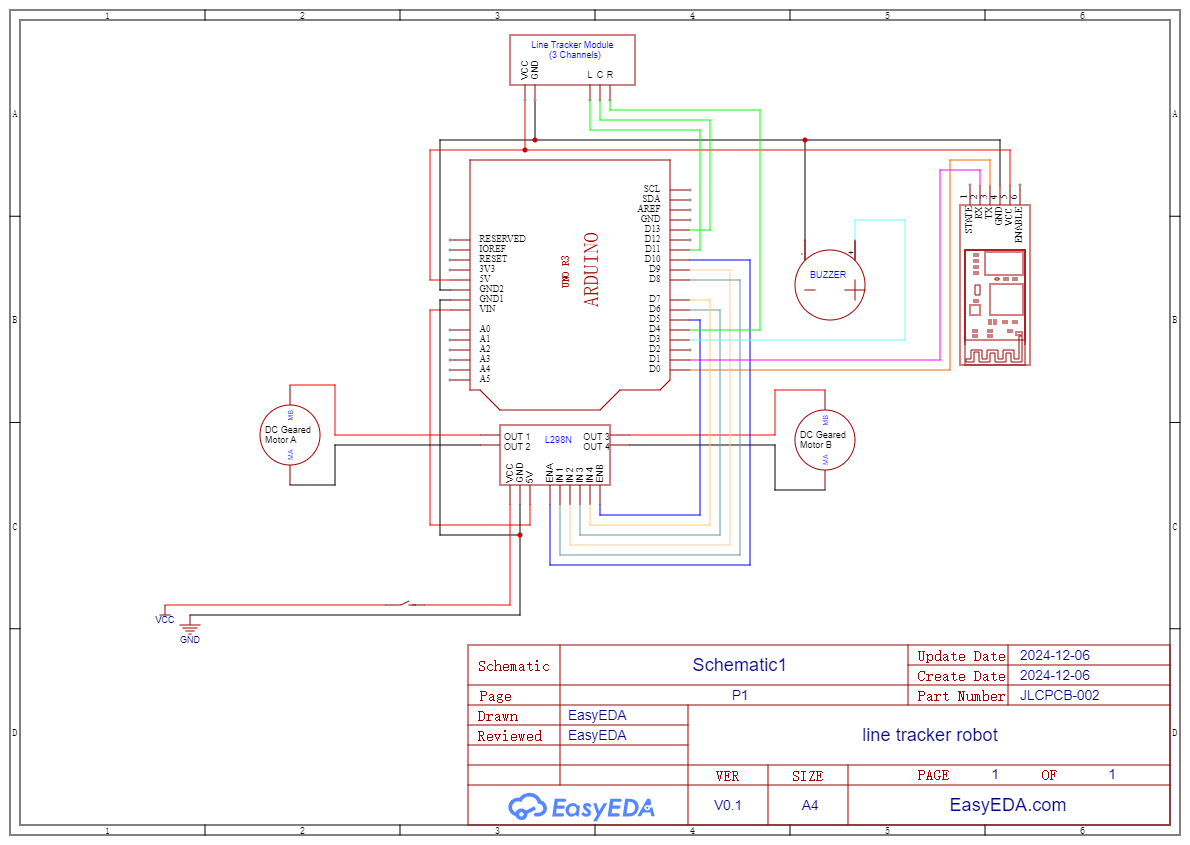 1 2 3 4 5 6
A A
B B
C C
D D
Line Tracker Module
(3 Channels)
VCC
GND
L C R
SCL
SDA
AREF
GND
D13
D12
D11
D10
D9
D8
D7
D6
D5
D4
D3
D2
D1
D0
RESERVED
IOREF
RESET
3V3
5V
GND2
GND1
VIN
A0
A1
A2
A3
A4
A5
UNO R3
ARDUINO
BUZZER
- +
1
2
3
4
5
6
STATE
RX
TX
GND
VCC
ENABLE
MB
DC Geared
Motor A
MA
MB
DC Geared
Motor B
MA
OUT 1
OUT 2
L298N
OUT 3
OUT 4
VCC
GND
5V
ENA
IN1
IN2
IN3
IN4
ENB
VCC
GND
Schematic
Schematic1
Update Date 2024-12-06
Create Date 2024-12-06
Page
P1
Part Number JLCPCB-002
Drawn EasyEDA
Reviewed EasyEDA
line tracker robot
VER SIZE PAGE 1 OF 1
EasyEDA
V0.1 A4 EasyEDA.com
1 2 3 4 5 6